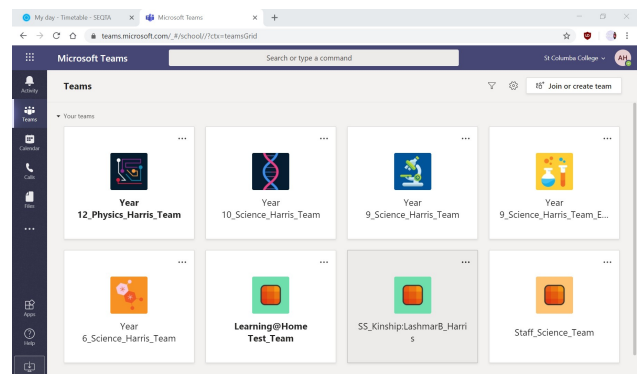 My day - Timetable - SEQTA
Microsoft Teams
teams.microsoft.com/_#/school//?ctx=teamsGrid
Microsoft Teams
Search or type a command
St Columba College
AH
Activity
Teams
Calendar
Calls
Files
Apps
Help
Teams
Join or create team
Your teams
Year
12_Physics_Harris_Team
Year
10_Science_Harris_Team
Year
9_Science_Harris_Team
Year
9_Science_Harris_Team_E...
Year
6_Science_Harris_Team
Learning@Home
Test_Team
SS_Kinship:LashmarB_Harri
s
Staff_Science_Team